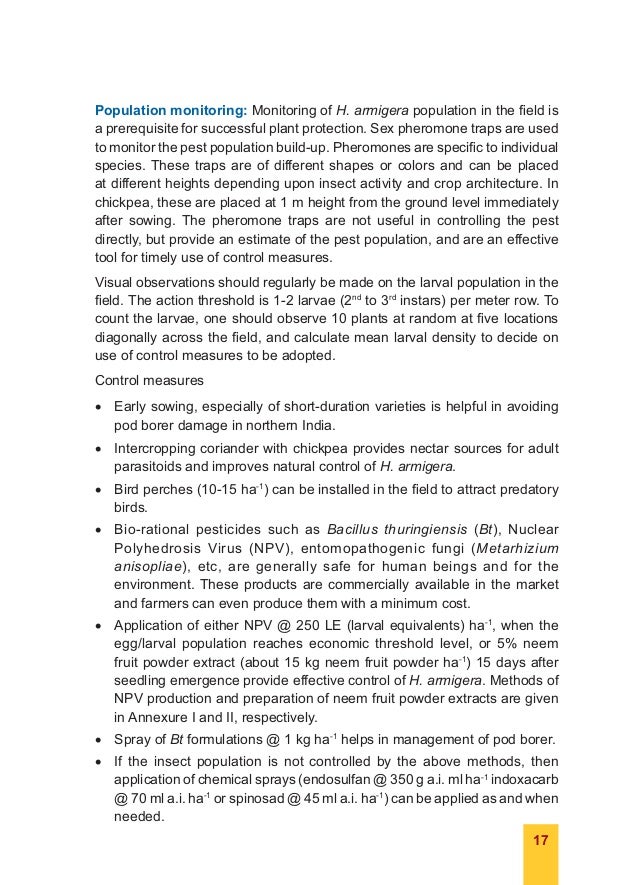 Population monitoring: Monitoring of H. armigera population in the field is
a prerequisite for successful plant protection. Sex pheromone traps are used
to monitor the pest population build-up. Pheromones are specific to individual
species. These traps are of different shapes or colors and can be placed
at different heights depending upon insect activity and crop architecture. In
chickpea, these are placed at 1 m height from the ground level immediately
after sowing. The pheromone traps are not useful in controlling the pest
directly, but provide an estimate of the pest population, and are an effective
tool for timely use of control measures.
Visual observations should regularly be made on the larval population in the
field. The action threshold is 1-2 larvae (2nd to 3rd instars) per meter row. To
count the larvae, one should observe 10 plants at random at five locations
diagonally across the field, and calculate mean larval density to decide on
use of control measures to be adopted.
Control measures
• Early sowing, especially of short-duration varieties is helpful in avoiding
pod borer damage in northern India.
• Intercropping coriander with chickpea provides nectar sources for adult
parasitoids and improves natural control of H. armigera.
• Bird perches (10-15 ha-1) can be installed in the field to attract predatory
birds.
• Bio-rational pesticides such as Bacillus thuringiensis (Bt), Nuclear
Polyhedrosis Virus (NPV), entomopathogenic fungi (Metarhizium
anisopliae), etc, are generally safe for human beings and for the
environment. These products are commercially available in the market
and farmers can even produce them with a minimum cost.
• Application of either NPV @ 250 LE (larval equivalents) ha-1, when the
egg/larval population reaches economic threshold level, or 5% neem
fruit powder extract (about 15 kg neem fruit powder ha-1) 15 days after
seedling emergence provide effective control of H. armigera. Methods of
NPV production and preparation of neem fruit powder extracts are given
in Annexure I and II, respectively.
• Spray of Bt formulations @ 1 kg ha-1 helps in management of pod borer.
• If the insect population is not controlled by the above methods, then
application of chemical sprays (endosulfan @ 350 g a.i. ml ha-1 indoxacarb
@ 70 ml a.i. ha-1 or spinosad @ 45 ml a.i. ha-1) can be applied as and when
needed.
17